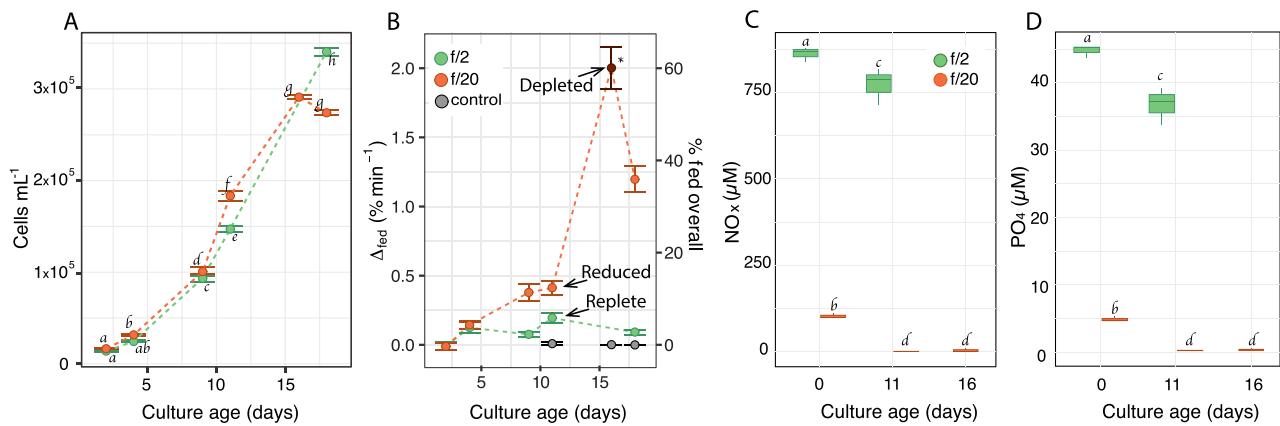 A
Cells mL⁻¹
3x10⁵
2x10⁵
1x10⁵
0
a
a
b
ab
d
c
f
e
g
g
h
5
10
15
Culture age (days)
B
Δfed (% min⁻¹)
2.0
1.5
1.0
0.5
0.0
f/2
f/20
control
Depleted
*
Reduced
Replete
60
40
20
0
% fed overall
5
10
15
Culture age (days)
C
NOx (µM)
750
500
250
0
a
c
b
d
d
f/2
f/20
0
11
16
Culture age (days)
D
PO4 (µM)
40
30
20
10
0
a
c
b
d
d
0
11
16
Culture age (days)